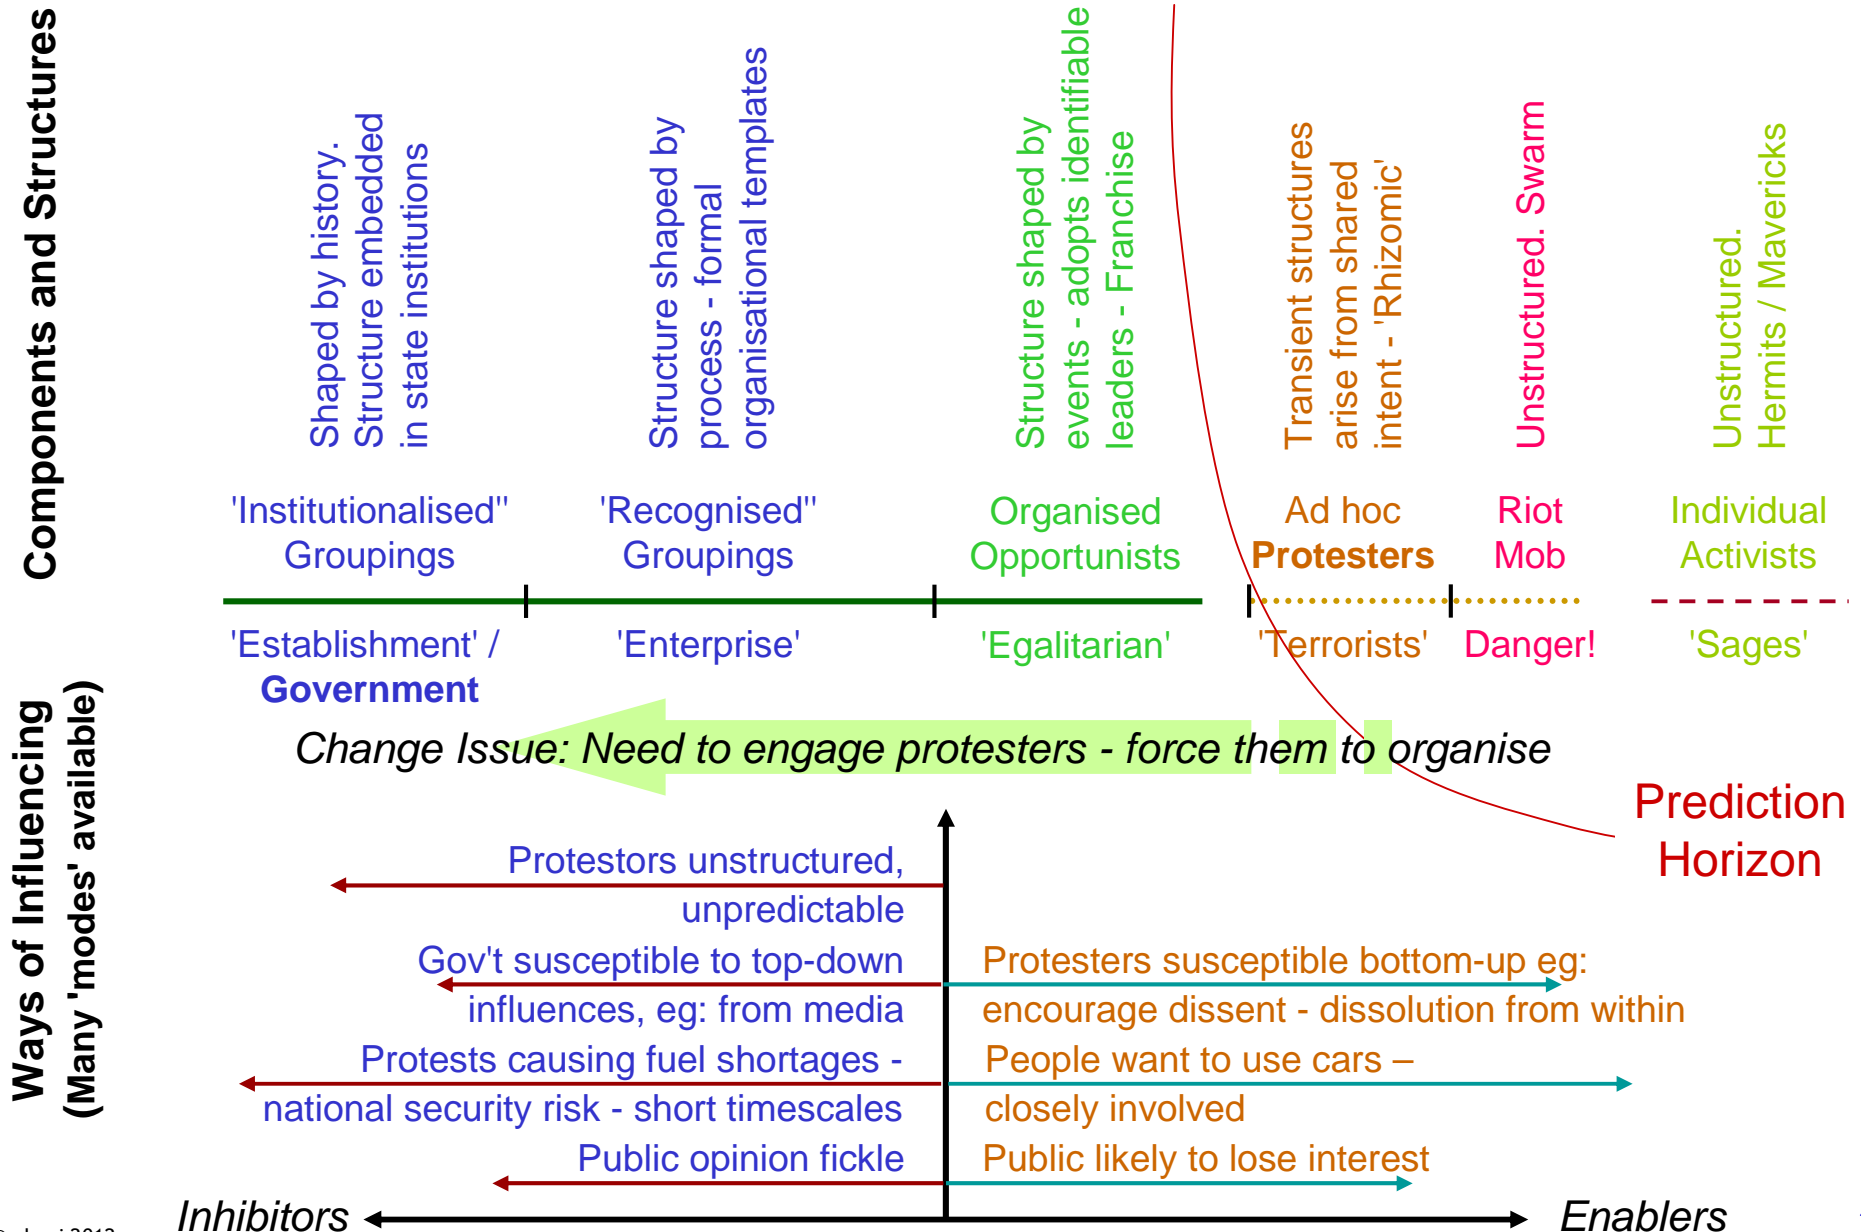 Components and Structures
Shaped by history.
Structure embedded
in state institutions
Structure shaped by
process - formal
organisational templates
Structure shaped by
events - adopts identifiable
leaders - Franchise
Transient structures
arise from shared
intent - 'Rhizomic'
Unstructured. Swarm
Unstructured.
Hermits / Mavericks
'Institutionalised"
Groupings
'Recognised"
Groupings
Organised
Opportunists
Ad hoc
Protesters
Riot
Mob
Individual
Activists
'Establishment' /
Government
'Enterprise'
'Egalitarian'
'Terrorists'
Danger!
'Sages'
Change Issue: Need to engage protesters - force them to organise
Prediction
Horizon
Ways of Influencing
(Many 'modes' available)
Protestors unstructured,
unpredictable
Gov't susceptible to top-down
influences, eg: from media
Protests causing fuel shortages -
national security risk - short timescales
Public opinion fickle
Protesters susceptible bottom-up eg:
encourage dissent - dissolution from within
People want to use cars –
closely involved
Public likely to lose interest
Inhibitors
Enablers